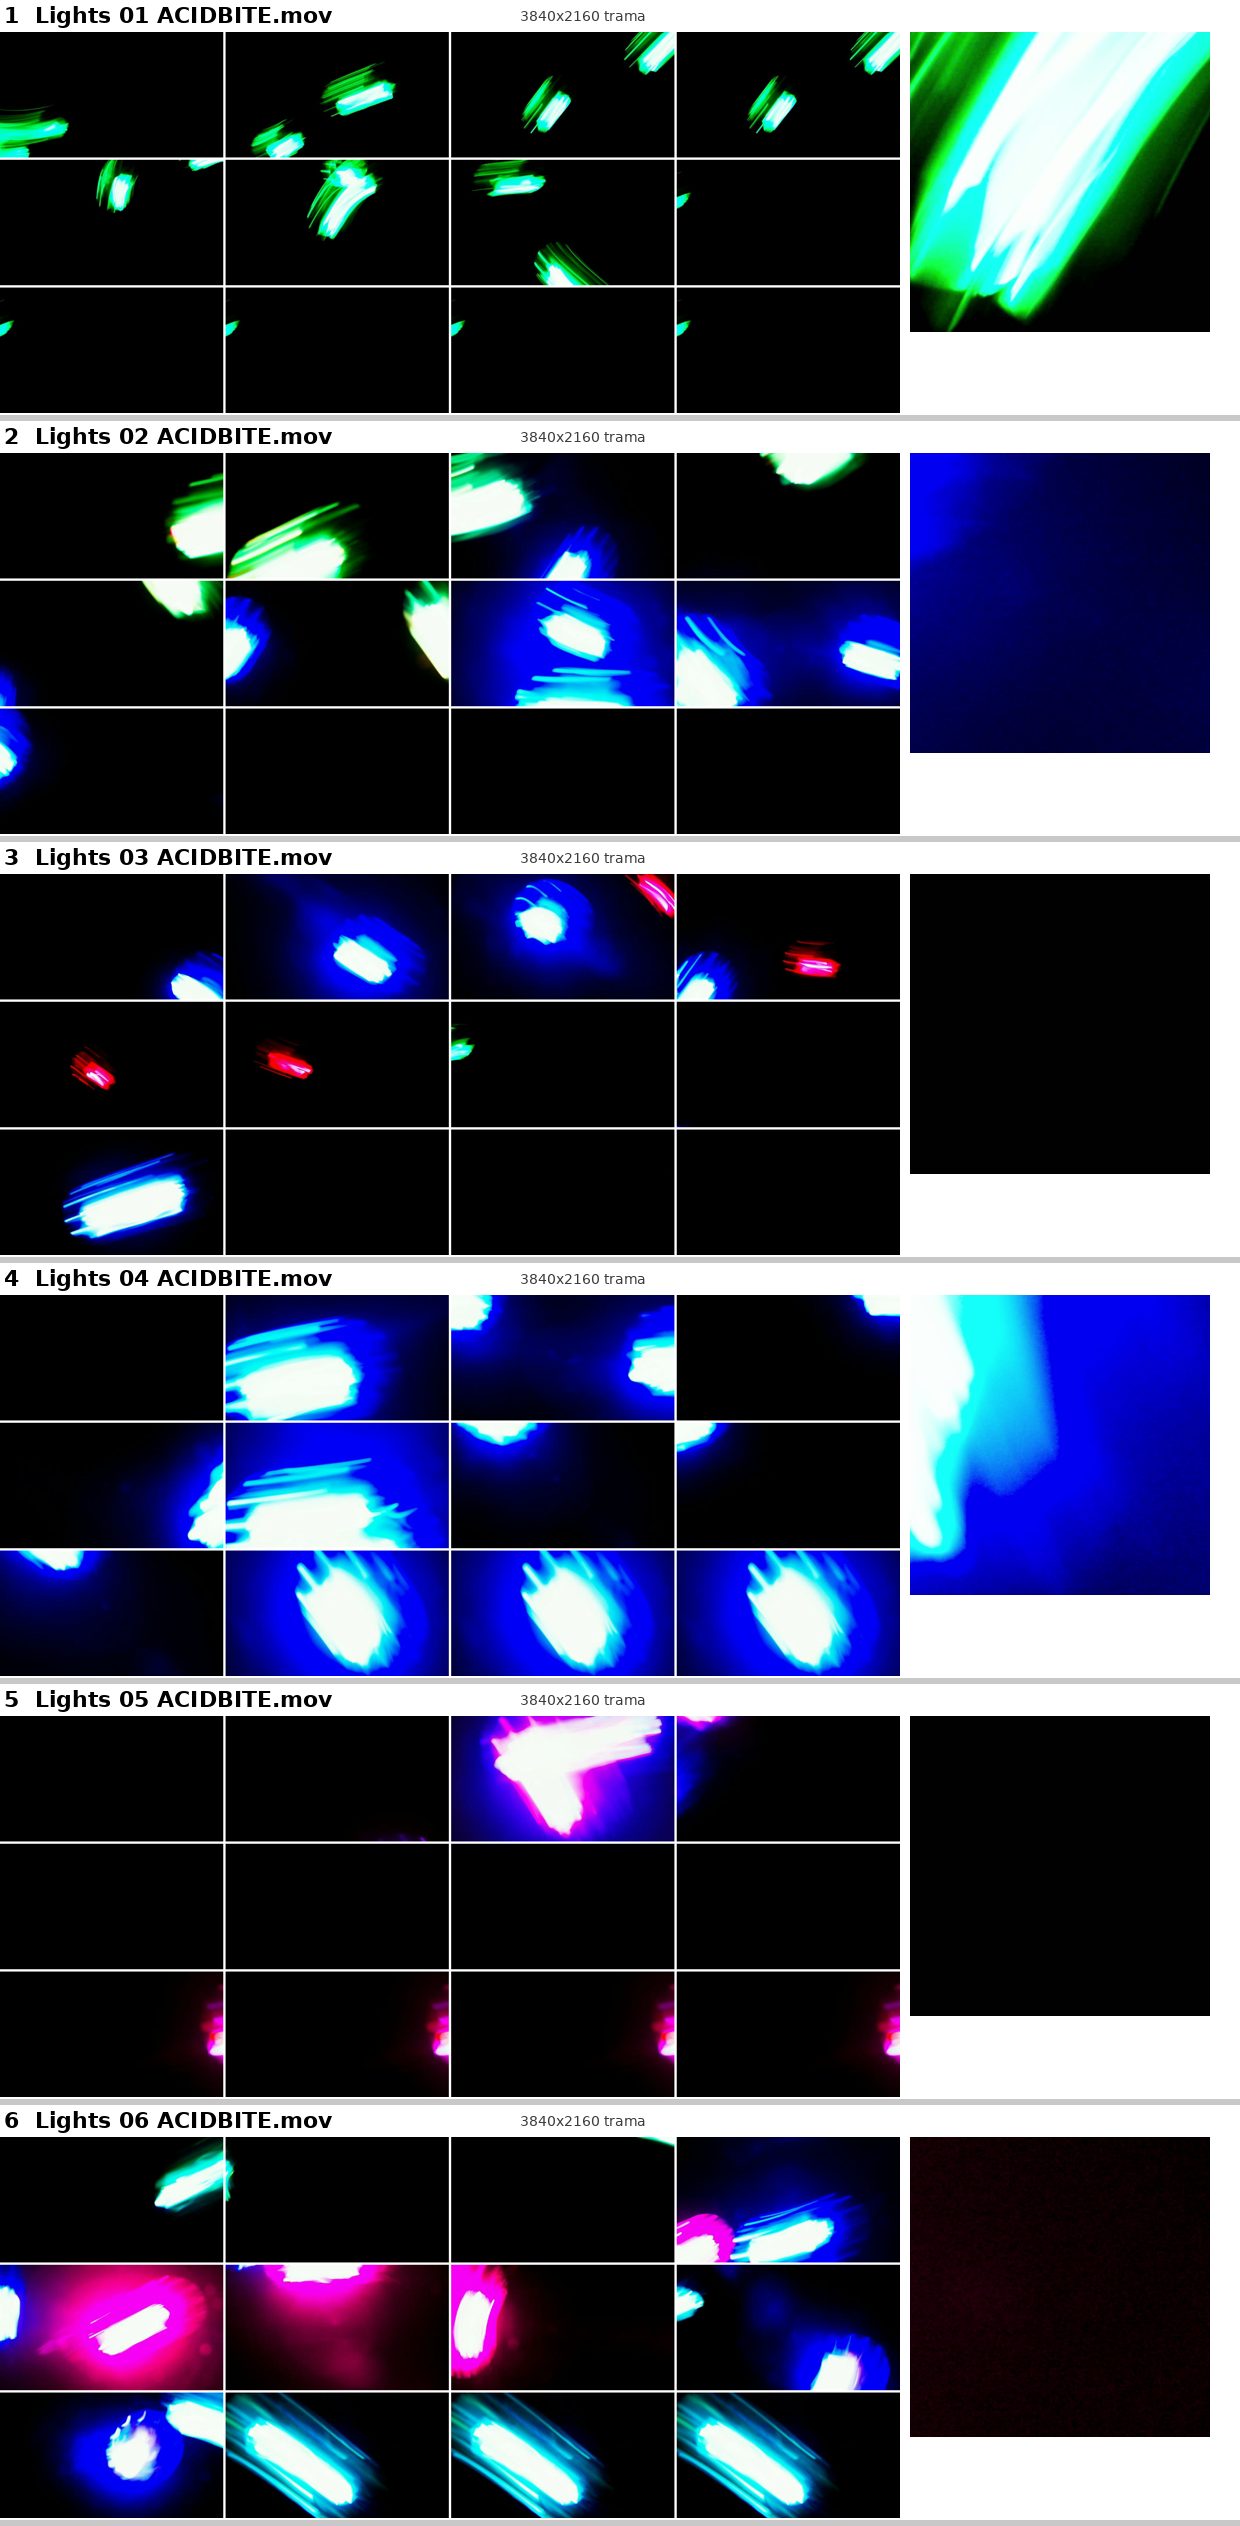 1 Lights 01 ACIDBITE.mov 3840x2160 trama
2 Lights 02 ACIDBITE.mov 3840x2160 trama
3 Lights 03 ACIDBITE.mov 3840x2160 trama
4 Lights 04 ACIDBITE.mov 3840x2160 trama
5 Lights 05 ACIDBITE.mov 3840x2160 trama
6 Lights 06 ACIDBITE.mov 3840x2160 trama